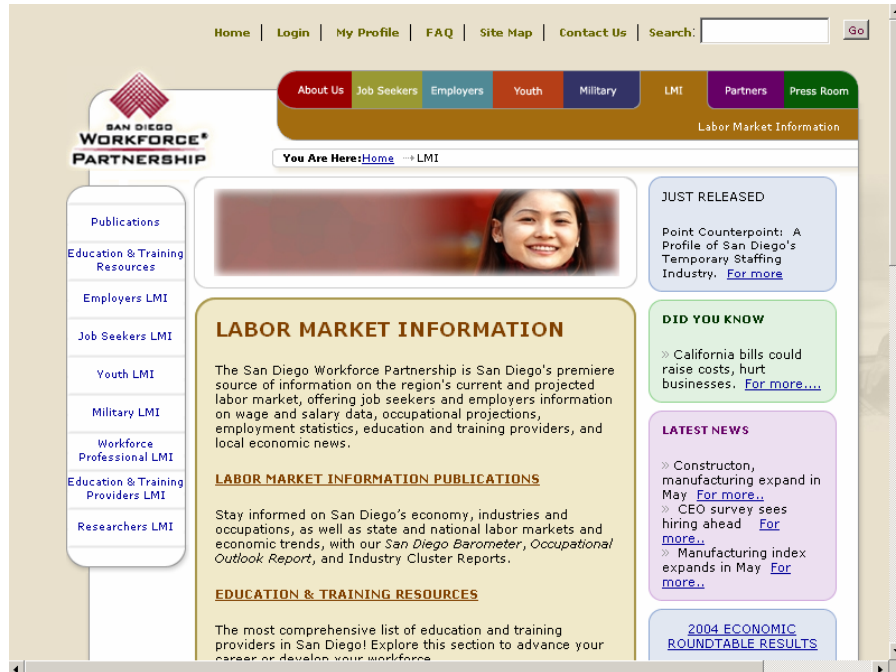 Home | Login | My Profile | FAQ | Site Map | Contact Us | Search: Go
About Us Job Seekers Employers Youth Military LMI Partners Press Room
Labor Market Information
SAN DIEGO
WORKFORCE®
PARTNERSHIP
You Are Here:Home → LMI
Publications
Education & Training
Resources
Employers LMI
Job Seekers LMI
Youth LMI
Military LMI
Workforce
Professional LMI
Education & Training
Providers LMI
Researchers LMI
LABOR MARKET INFORMATION
The San Diego Workforce Partnership is San Diego's premiere
source of information on the region's current and projected
labor market, offering job seekers and employers information
on wage and salary data, occupational projections,
employment statistics, education and training providers, and
local economic news.
LABOR MARKET INFORMATION PUBLICATIONS
Stay informed on San Diego's economy, industries and
occupations, as well as state and national labor markets and
economic trends, with our San Diego Barometer, Occupational
Outlook Report, and Industry Cluster Reports.
EDUCATION & TRAINING RESOURCES
The most comprehensive list of education and training
providers in San Diego! Explore this section to advance your
career or develop your workforce
JUST RELEASED
Point Counterpoint: A
Profile of San Diego's
Temporary Staffing
Industry. For more
DID YOU KNOW
» California bills could
raise costs, hurt
businesses. For more....
LATEST NEWS
» Constructon,
manufacturing expand in
May For more..
» CEO survey sees
hiring ahead For
more..
» Manufacturing index
expands in May For
more..
2004 ECONOMIC
ROUNDTABLE RESULTS